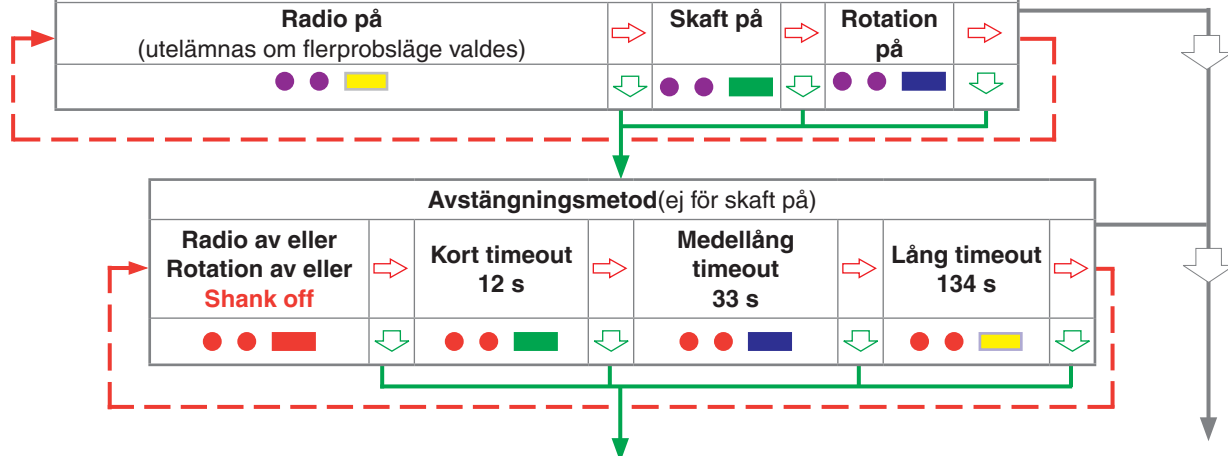 Radio på
(utelämnas om flerprobsläge valdes)
Skaft på
Rotation
på
Avstängningsmetod(ej för skaft på)
Radio av eller
Rotation av eller
Shank off
Kort timeout
12 s
Medellång
timeout
33 s
Lång timeout
134 s